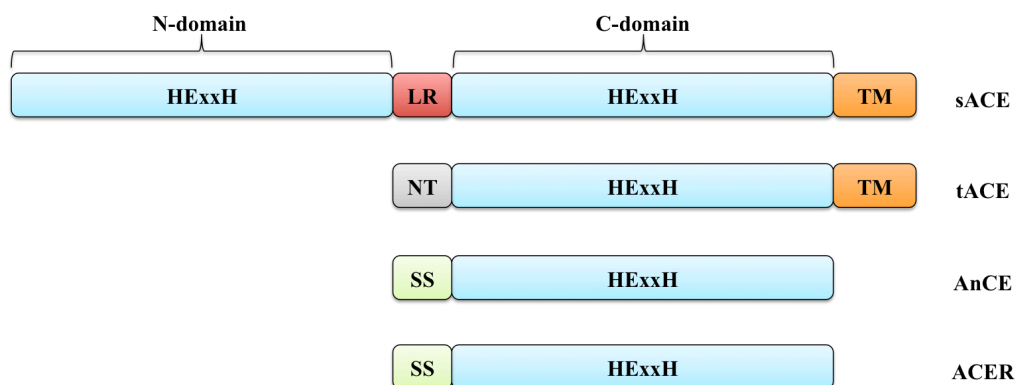 N-domain C-domain
HExxH LR HExxH TM sACE
NT HExxH TM tACE
SS HExxH AnCE
SS HExxH ACER